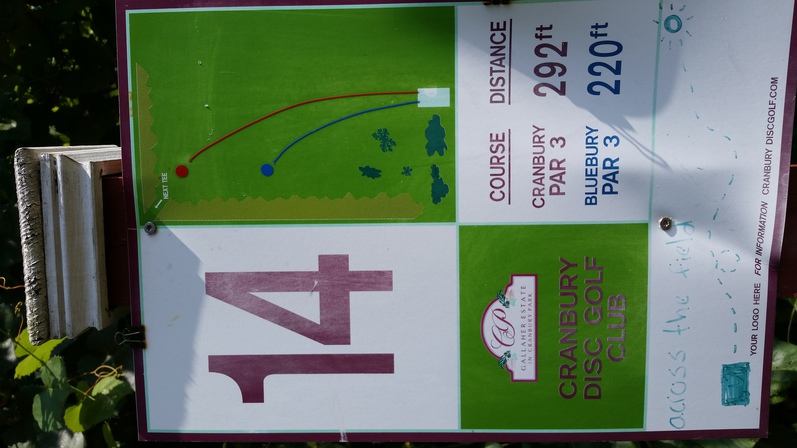 NEXT TEE
14
CP
GALLAHER ESTATE
IN CRANBURY PARK
CRANBURY
DISC GOLF
CLUB
COURSE DISTANCE
CRANBURY
PAR 3 292ft
BLUEBURY
PAR 3 220ft
across the field
YOUR LOGO HERE FOR INFORMATION CRANBURY DISCGOLF.COM